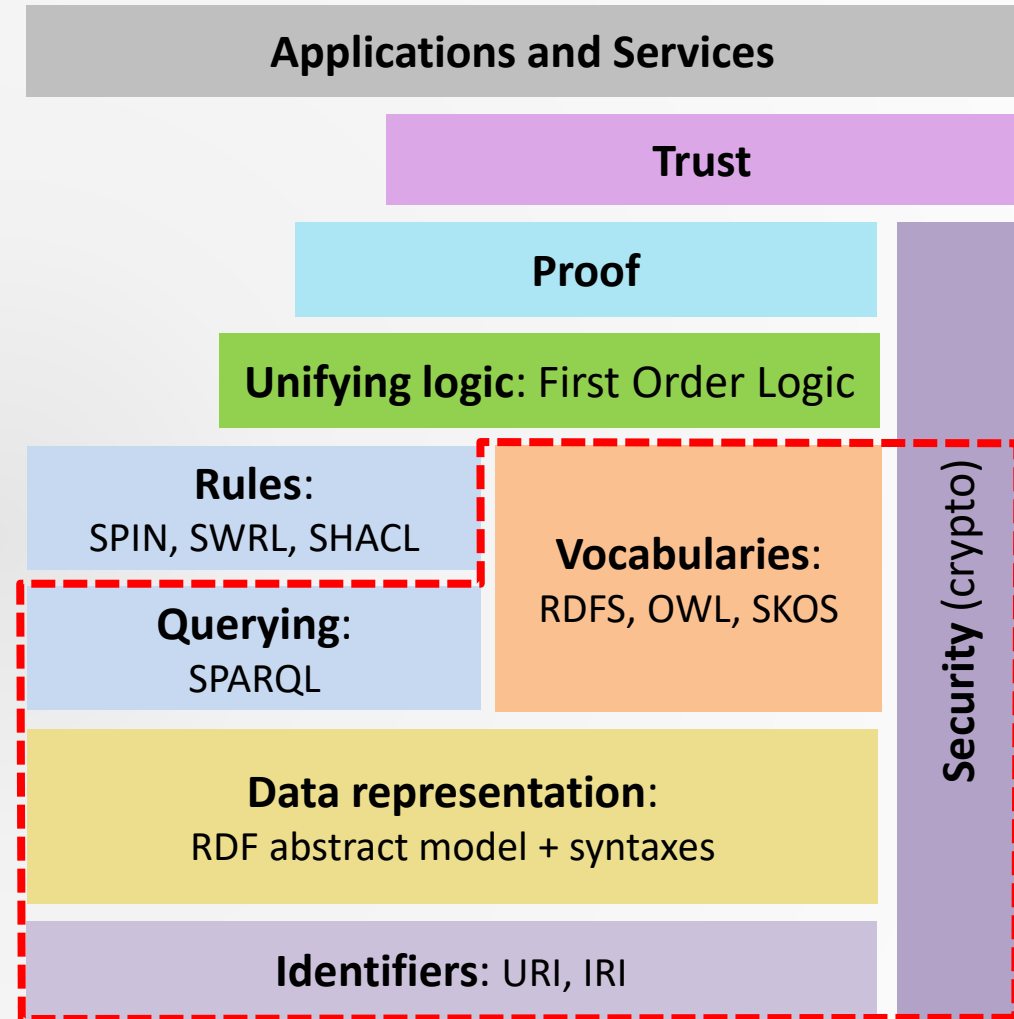 Applications and Services
Trust
Proof
Unifying logic: First Order Logic
Rules:
SPIN, SWRL, SHACL
Vocabularies:
RDFS, OWL, SKOS
Querying:
SPARQL
Security (crypto)
Data representation:
RDF abstract model + syntaxes
Identifiers: URI, IRI